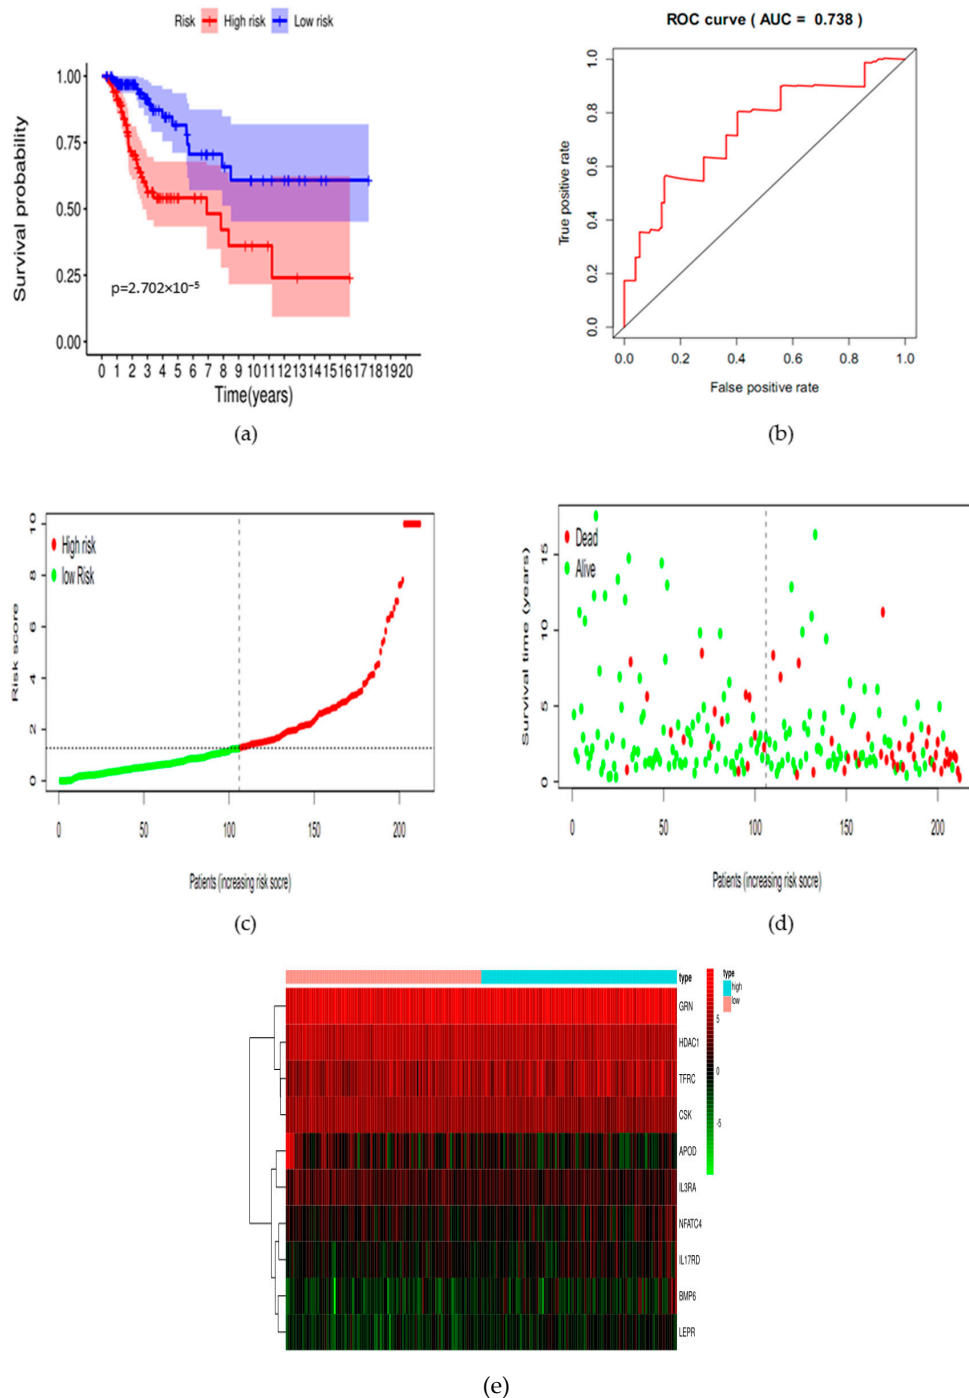 Risk High risk Low risk
Survival probability
1.00
0.75
0.50
0.25
0.00
p=2.702×10⁻⁵
0 1 2 3 4 5 6 7 8 9 10 11 12 13 14 15 16 17 18 19 20
Time(years)
(a)
ROC curve ( AUC = 0.738 )
True positive rate
1.0
0.8
0.6
0.4
0.2
0.0
0.0 0.2 0.4 0.6 0.8 1.0
False positive rate
(b)
Risk score
10
8
6
4
2
0
High risk
low Risk
0 50 100 150 200
Patients (increasing risk socre)
(c)
Survival time (years)
15
10
5
0
Dead
Alive
0 50 100 150 200
Patients (increasing risk socre)
(d)
type
GRN
HDAC1
TFRC
CSK
APOD
IL3RA
NFATC4
IL17RD
BMP6
LEPR
5
0
-5
type
high
low
(e)